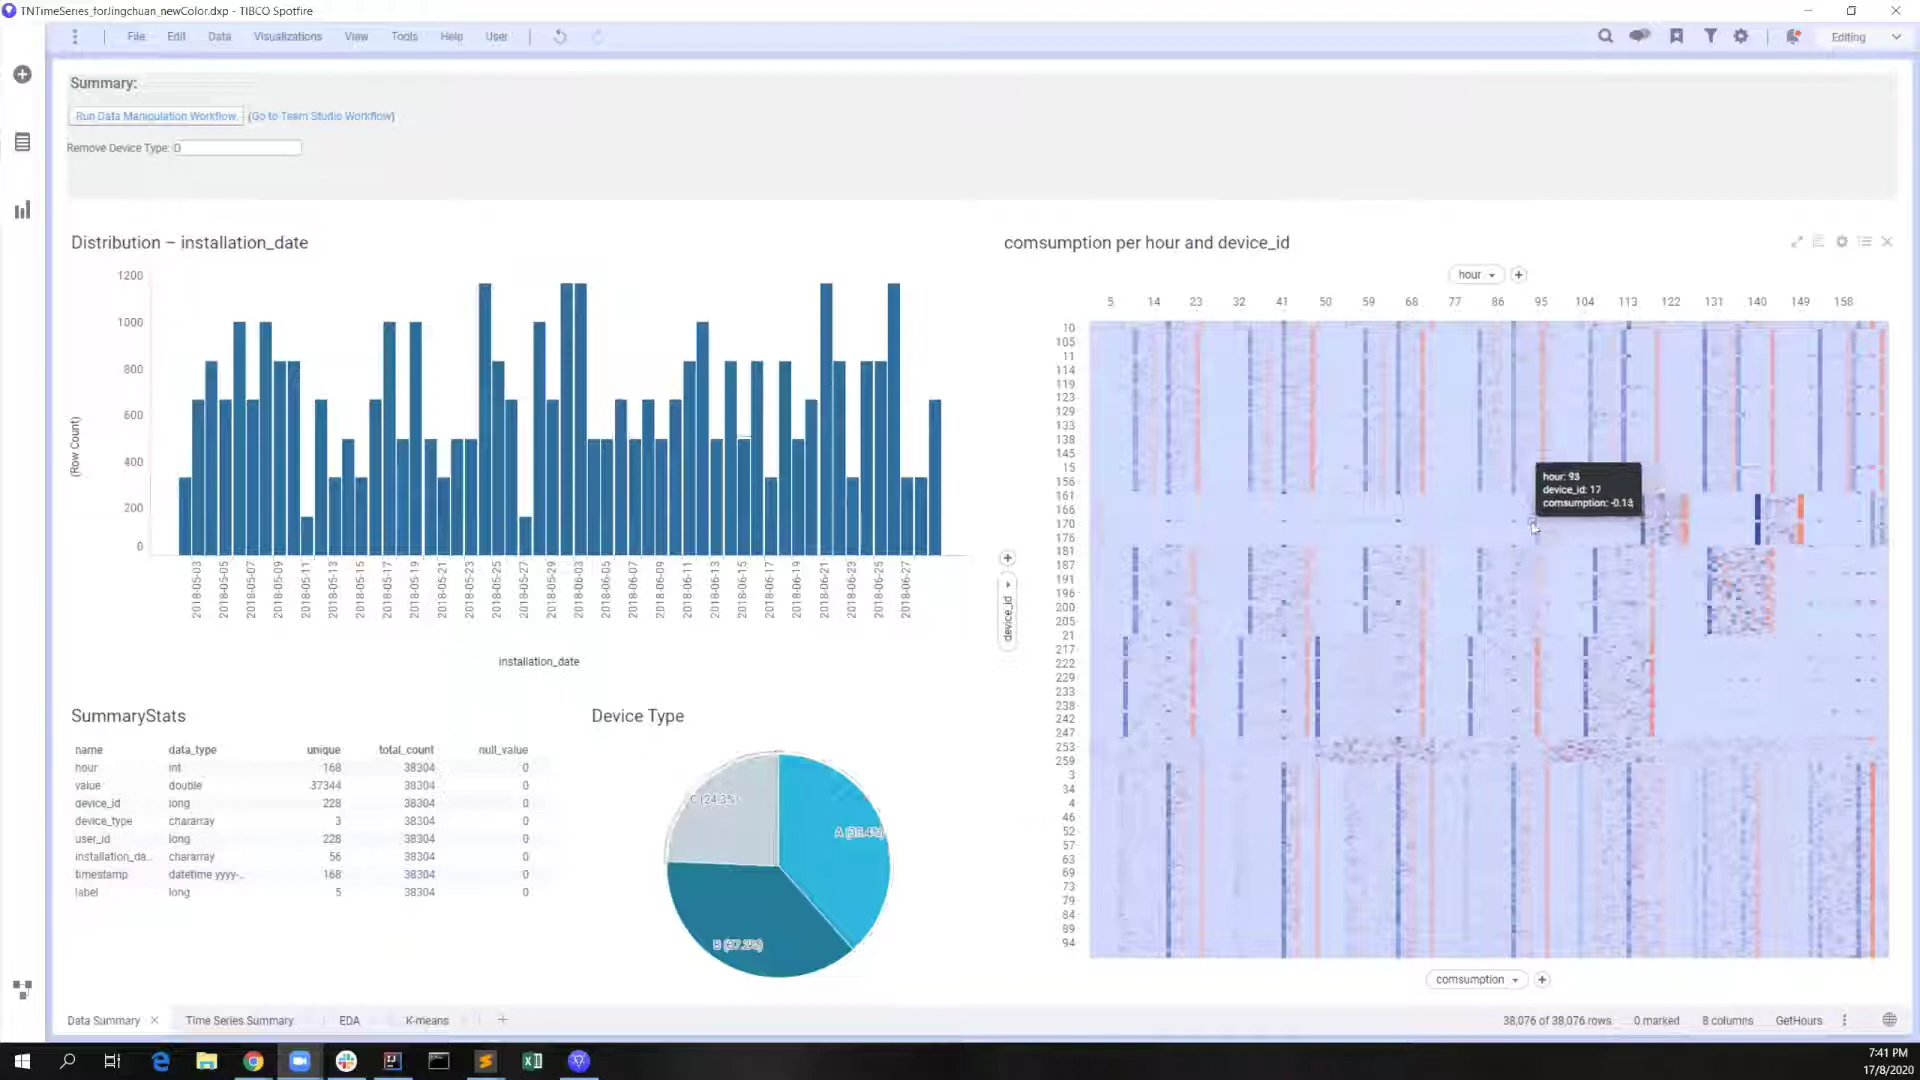 TNTimeSeries_forJingchuan_newColor.dxp - TIBCO Spotfire
File Edit Data Visualizations View Tools Help User
Editing
Summary:
Run Data Manipulation Workflow (Go to Team Studio Workflow)
Remove Device Type: D
Distribution – installation_date
1200
1000
800
600
400
200
0
(Row Count)
2018-05-03
2018-05-05
2018-05-07
2018-05-09
2018-05-11
2018-05-13
2018-05-15
2018-05-17
2018-05-19
2018-05-21
2018-05-23
2018-05-25
2018-05-27
2018-05-29
2018-06-03
2018-06-05
2018-06-07
2018-06-09
2018-06-11
2018-06-13
2018-06-15
2018-06-17
2018-06-19
2018-06-21
2018-06-23
2018-06-25
2018-06-27
installation_date
comsumption per hour and device_id
hour
5 14 23 32 41 50 59 68 77 86 95 104 113 122 131 140 149 158
10
105
11
114
119
123
129
133
138
145
15
156
161
166
170
176
181
187
191
196
200
205
21
217
222
229
233
238
242
247
253
259
3
34
4
46
52
57
63
69
73
79
84
89
94
device_id
hour: 93
device_id: 17
comsumption: -0.13
comsumption
SummaryStats
name data_type unique total_count null_value
hour int 168 38304 0
value double 37344 38304 0
device_id long 228 38304 0
device_type chararray 3 38304 0
user_id long 228 38304 0
installation_da... chararray 56 38304 0
timestamp datetime yyyy-... 168 38304 0
label long 5 38304 0
Device Type
C (24.3%)
A (38.4%)
B (37.2%)
Data Summary Time Series Summary EDA K-means
38,076 of 38,076 rows 0 marked 8 columns GetHours
7:41 PM
17/8/2020